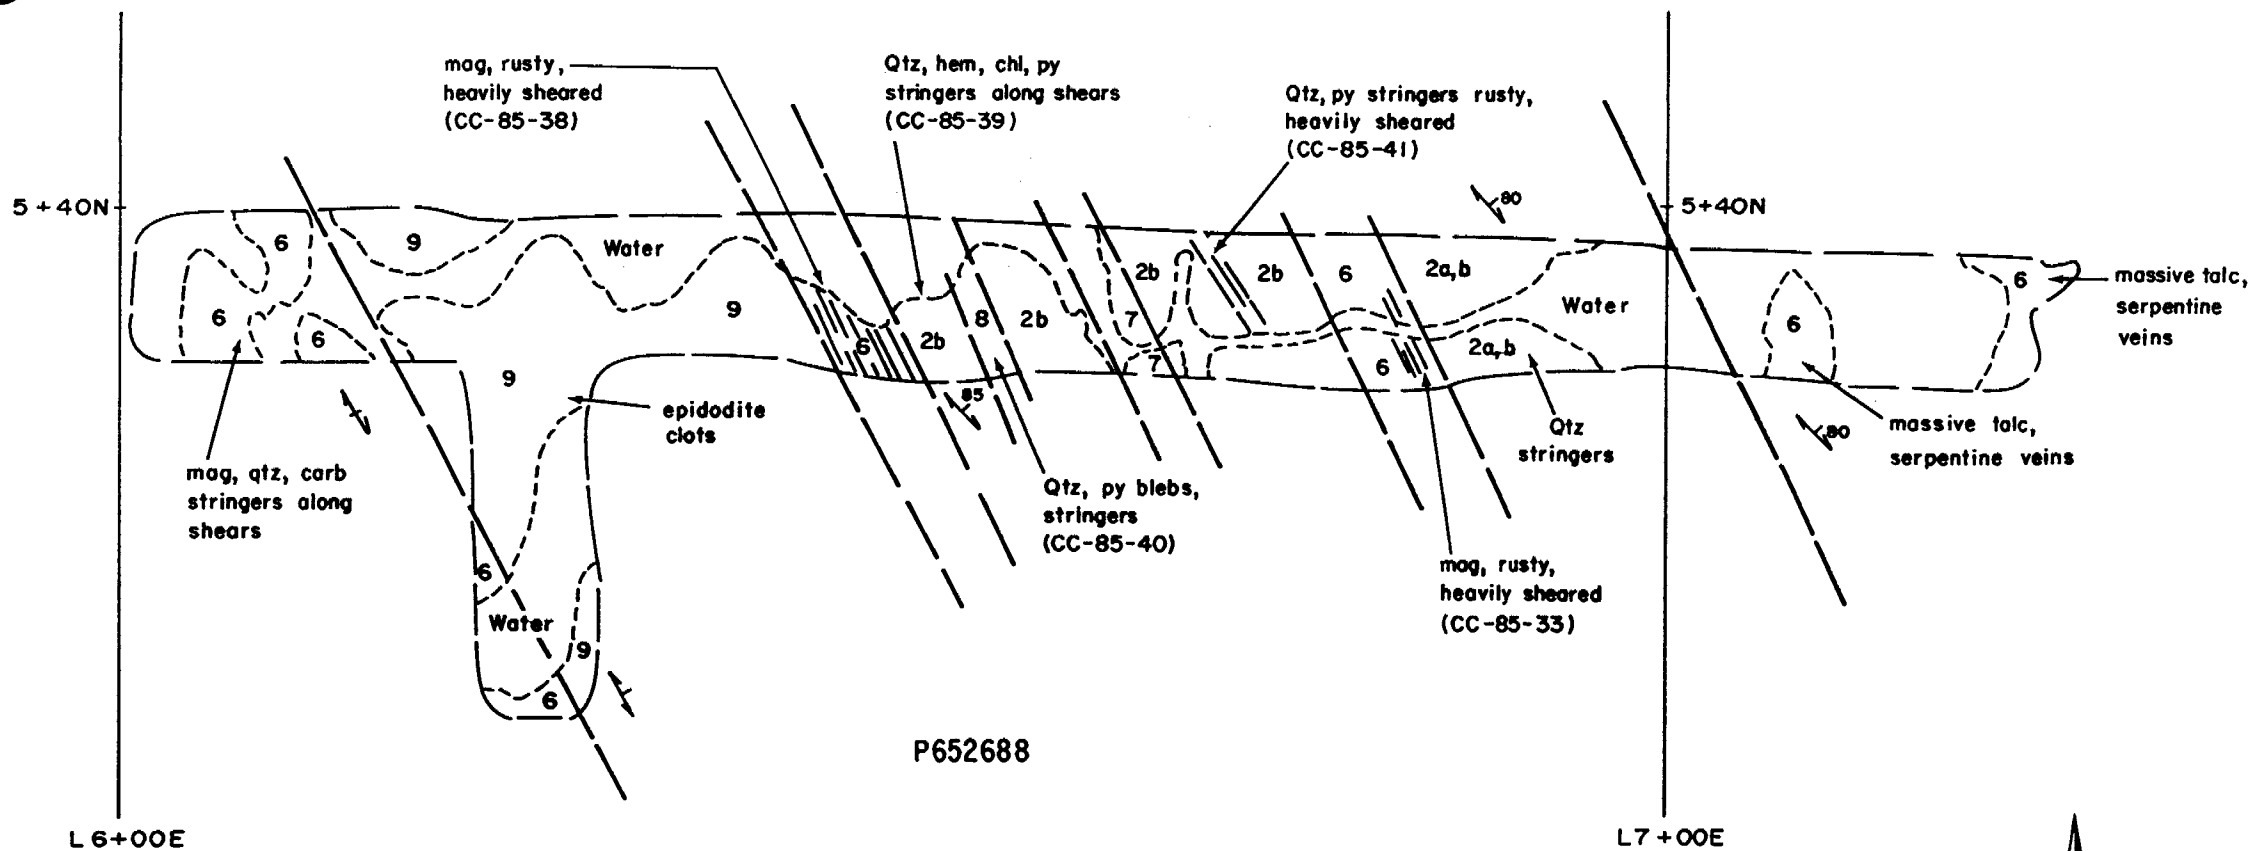 mag, rusty,
heavily sheared
(CC-85-38)
Qtz, hem, chl, py
stringers along shears
(CC-85-39)
Qtz, py stringers rusty,
heavily sheared
(CC-85-41)
80
5+40N
5+40N
6
9
Water
2b
2b
6
2a,b
6
massive talc,
serpentine
veins
6
6
9
6
2b
8
2b
7
7
Water
6
6
2a,b
9
85
epidodite
clots
Qtz
stringers
80
massive talc,
serpentine veins
mag, qtz, carb
stringers along
shears
Qtz, py blebs,
stringers
(CC-85-40)
mag, rusty,
heavily sheared
(CC-85-33)
6
Water
9
6
P652688
L6+00E
L7+00E